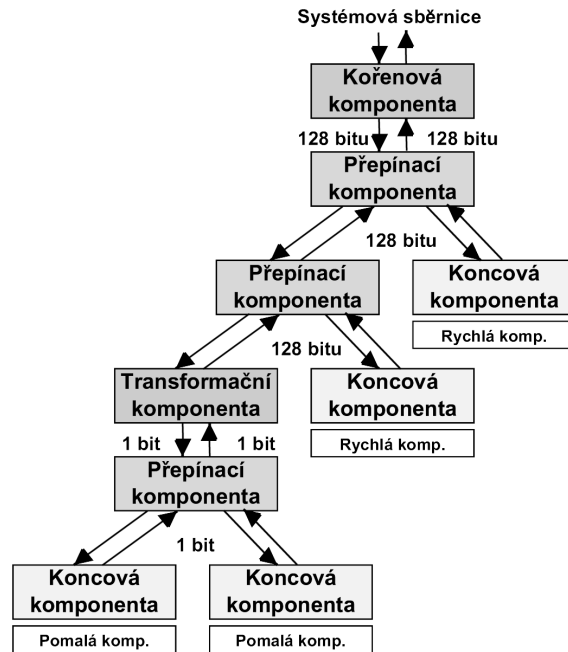 Systémová sběrnice
Kořenová
komponenta
128 bitu
128 bitu
Přepínací
komponenta
128 bitu
Přepínací
komponenta
Koncová
komponenta
Rychlá komp.
128 bitu
Transformační
komponenta
Koncová
komponenta
Rychlá komp.
1 bit
1 bit
Přepínací
komponenta
1 bit
Koncová
komponenta
Koncová
komponenta
Pomalá komp.
Pomalá komp.